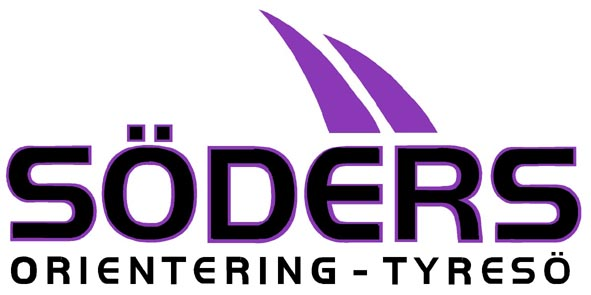 SÖDERS
ORIENTERING - TYRESÖ